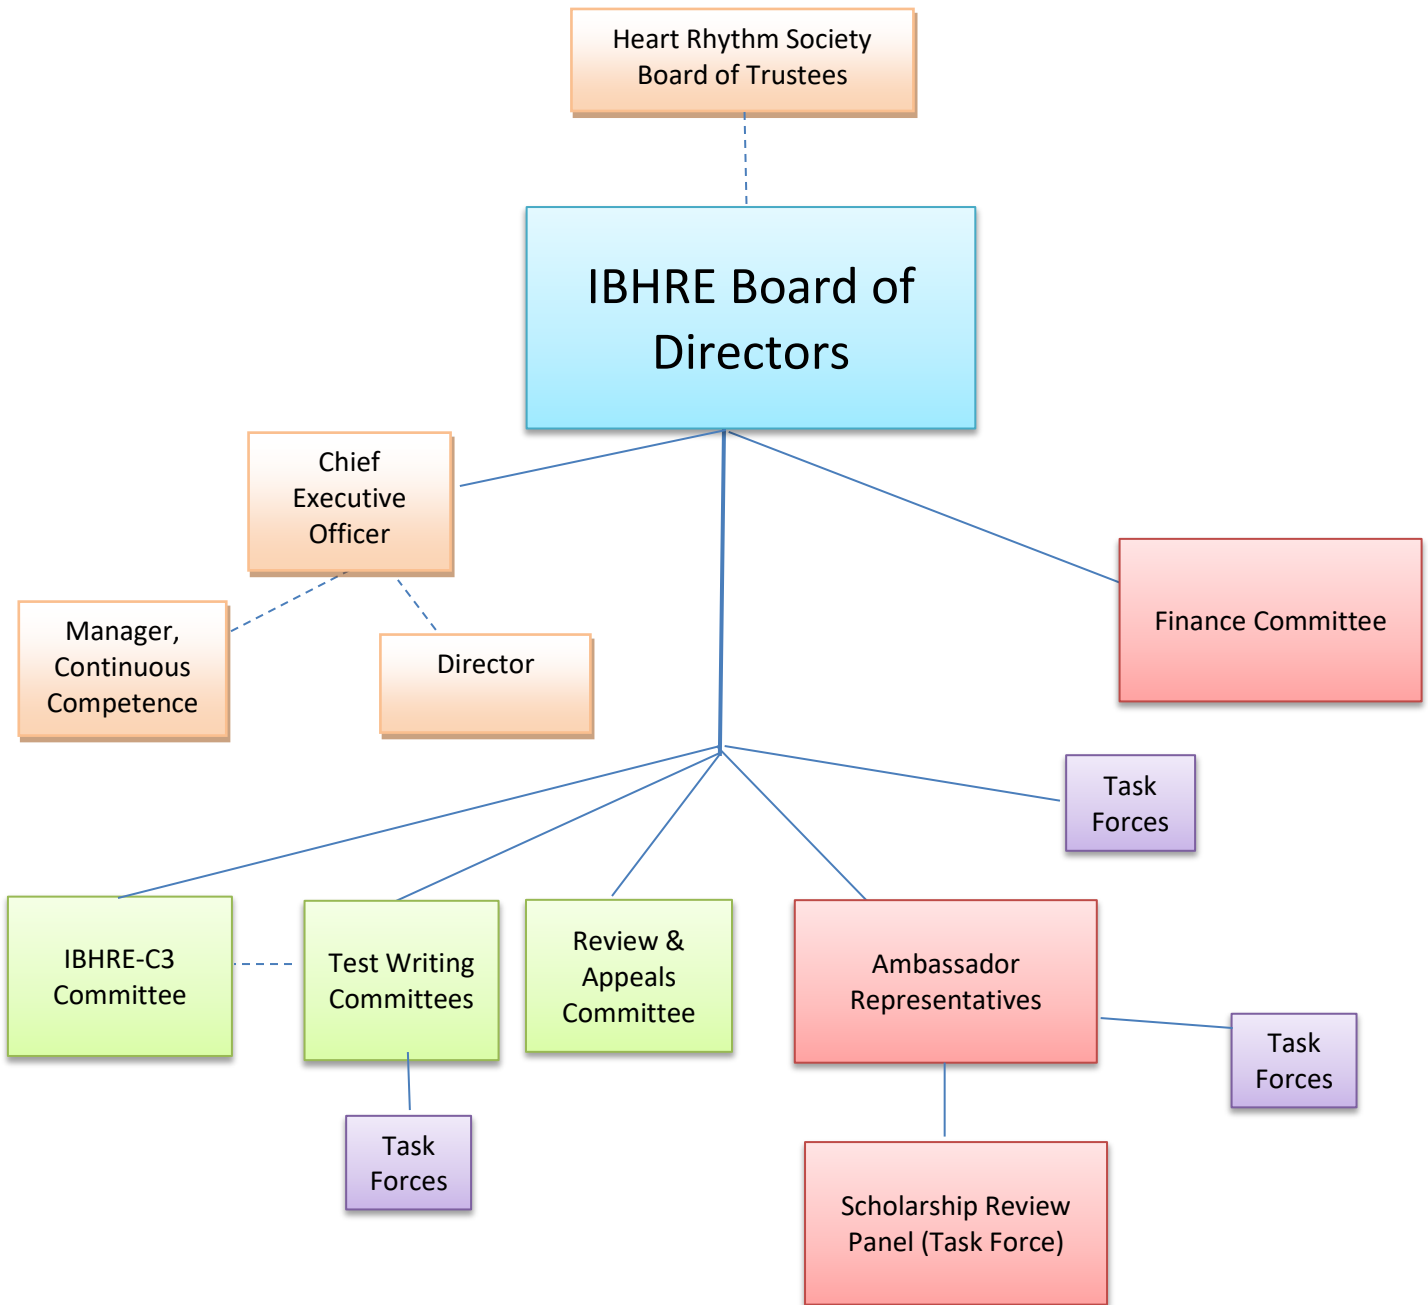 Heart Rhythm Society
Board of Trustees
IBHRE Board of
Directors
Chief
Executive
Officer
Manager,
Continuous
Competence
Director
Finance Committee
Task
Forces
IBHRE-C3
Committee
Test Writing
Committees
Review &
Appeals
Committee
Ambassador
Representatives
Task
Forces
Task
Forces
Scholarship Review
Panel (Task Force)